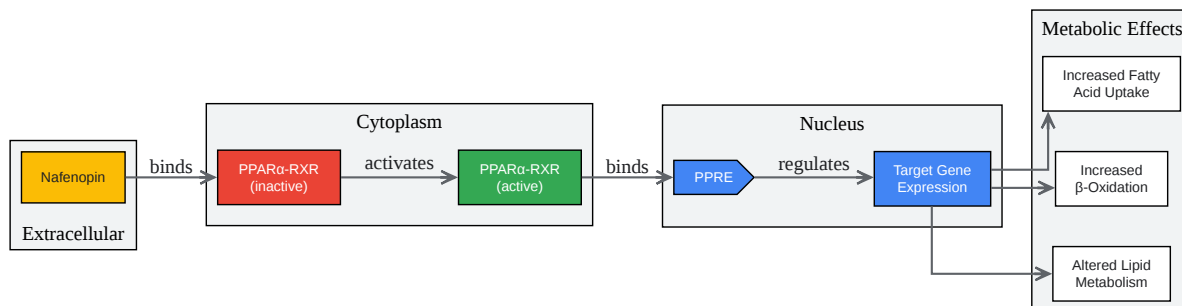 Metabolic Effects
Increased Fatty
Acid Uptake
Cytoplasm
Nucleus
Nafenopin
binds
PPARα-RXR
(inactive)
activates
PPARα-RXR
(active)
binds
PPRE
regulates
Target Gene
Expression
Increased
β-Oxidation
Extracellular
Altered Lipid
Metabolism